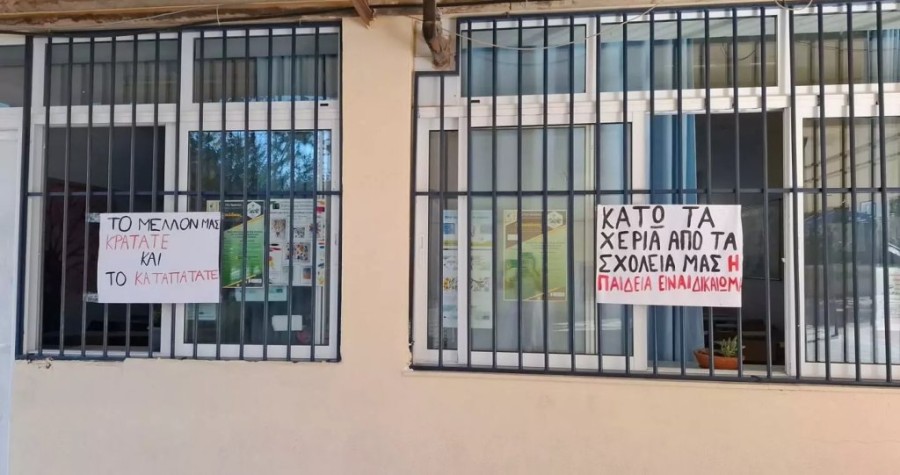 ΤΟ ΜΕΛΛΟΝ ΜΑΣ
ΚΡΑΤΑΤΕ
ΚΑΙ
ΤΟ ΚΑΤΑΠΑΤΑΤΕ
ΚΑΤΩ ΤΑ
ΧΕΡΙΑ ΑΠΟ ΤΑ
ΣΧΟΛΕΙΑ ΜΑΣ Η
ΠΑΙΔΕΙΑ ΕΙΝΑΙ ΔΙΚΑΙΩΜΑ